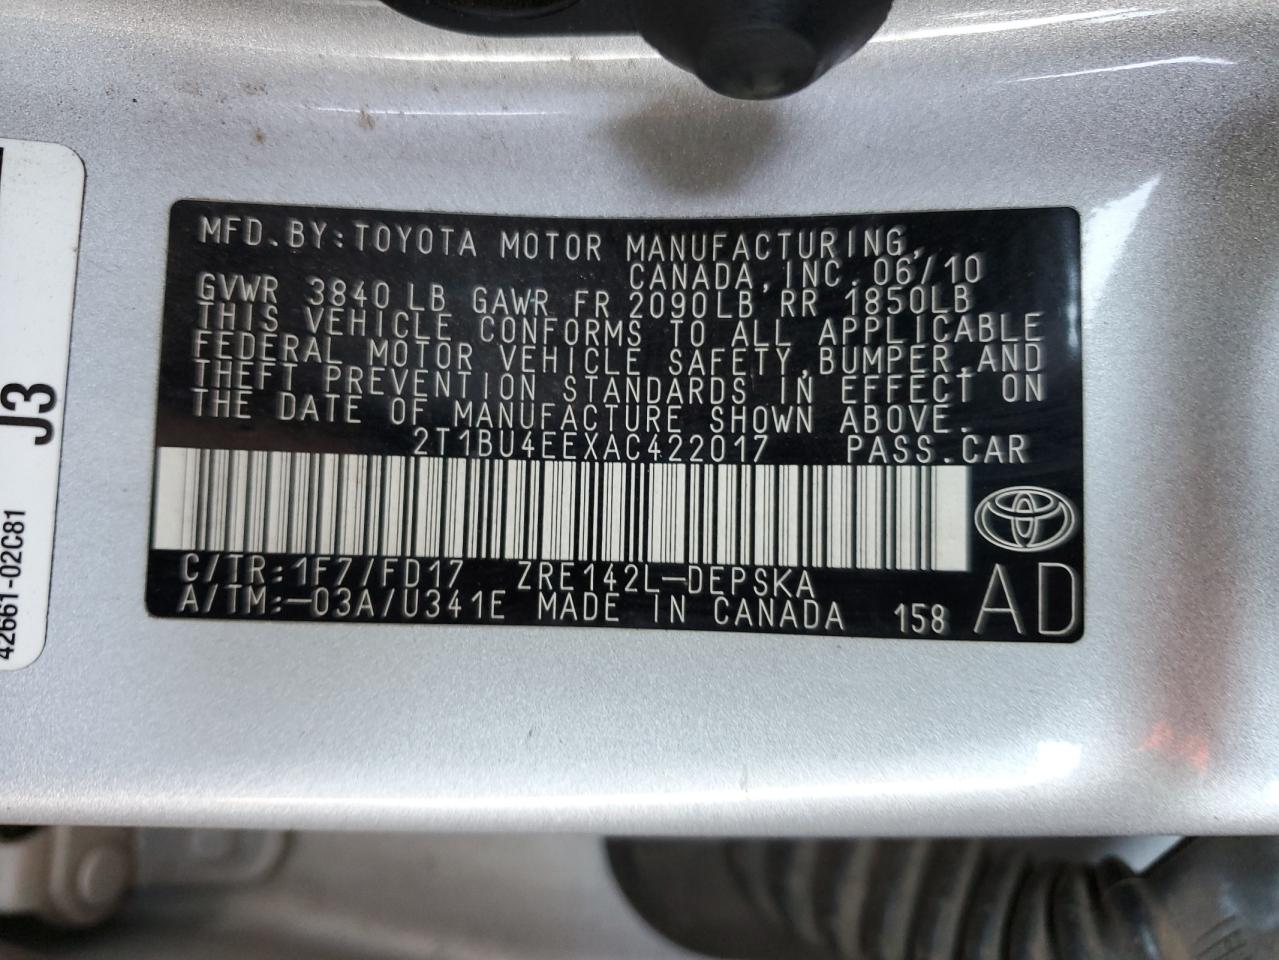 MFD.BY:TOYOTA MOTOR MANUFACTURING,
CANADA,INC.06/10
GVWR 3840LB GAWR FR 2090LB RR 1850LB
THIS VEHICLE CONFORMS TO ALL APPLICABLE
FEDERAL MOTOR VEHICLE SAFETY,BUMPER,AND
THEFT PREVENTION STANDARDS IN EFFECT ON
THE DATE OF MANUFACTURE SHOWN ABOVE.
2T1BU4EEXAC422017 PASS.CAR
C/TR:1F7/FD17 ZRE142L-DEPSKA
A/TM:-03A/U341E MADE IN CANADA 158 AD
J3
42661-02C81